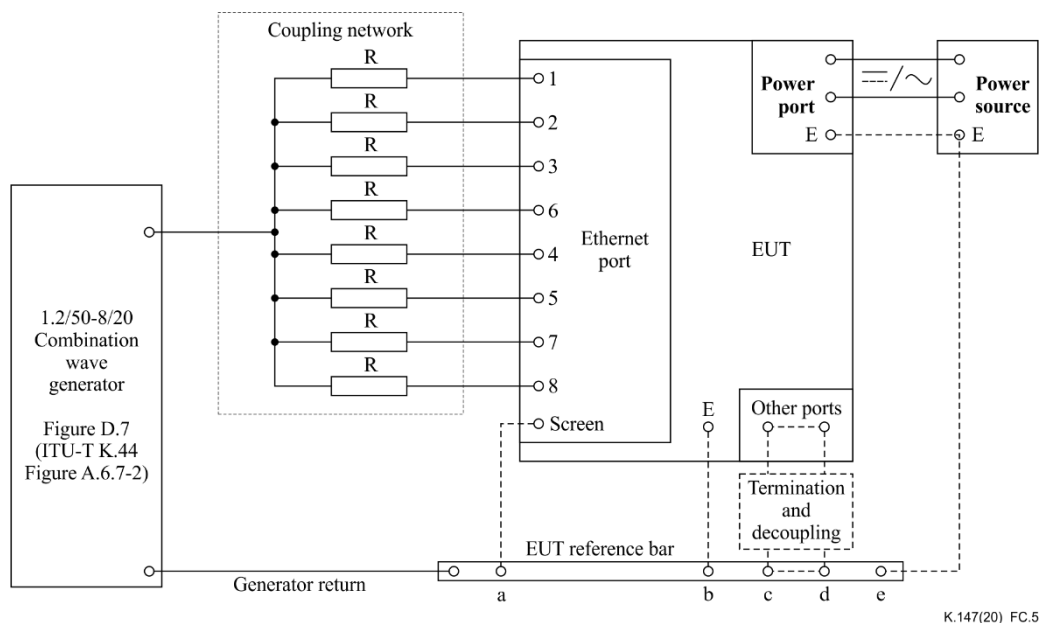 Coupling network
R
R
R
R
R
R
R
R
1
2
3
6
4
5
7
8
Screen
Ethernet
port
EUT
Power
port
E
Power
source
E
1.2/50-8/20
Combination
wave
generator
Figure D.7
(ITU-T K.44
Figure A.6.7-2)
E
Other ports
Termination
and
decoupling
EUT reference bar
Generator return
a
b
c
d
e
K.147(20)_FC.5